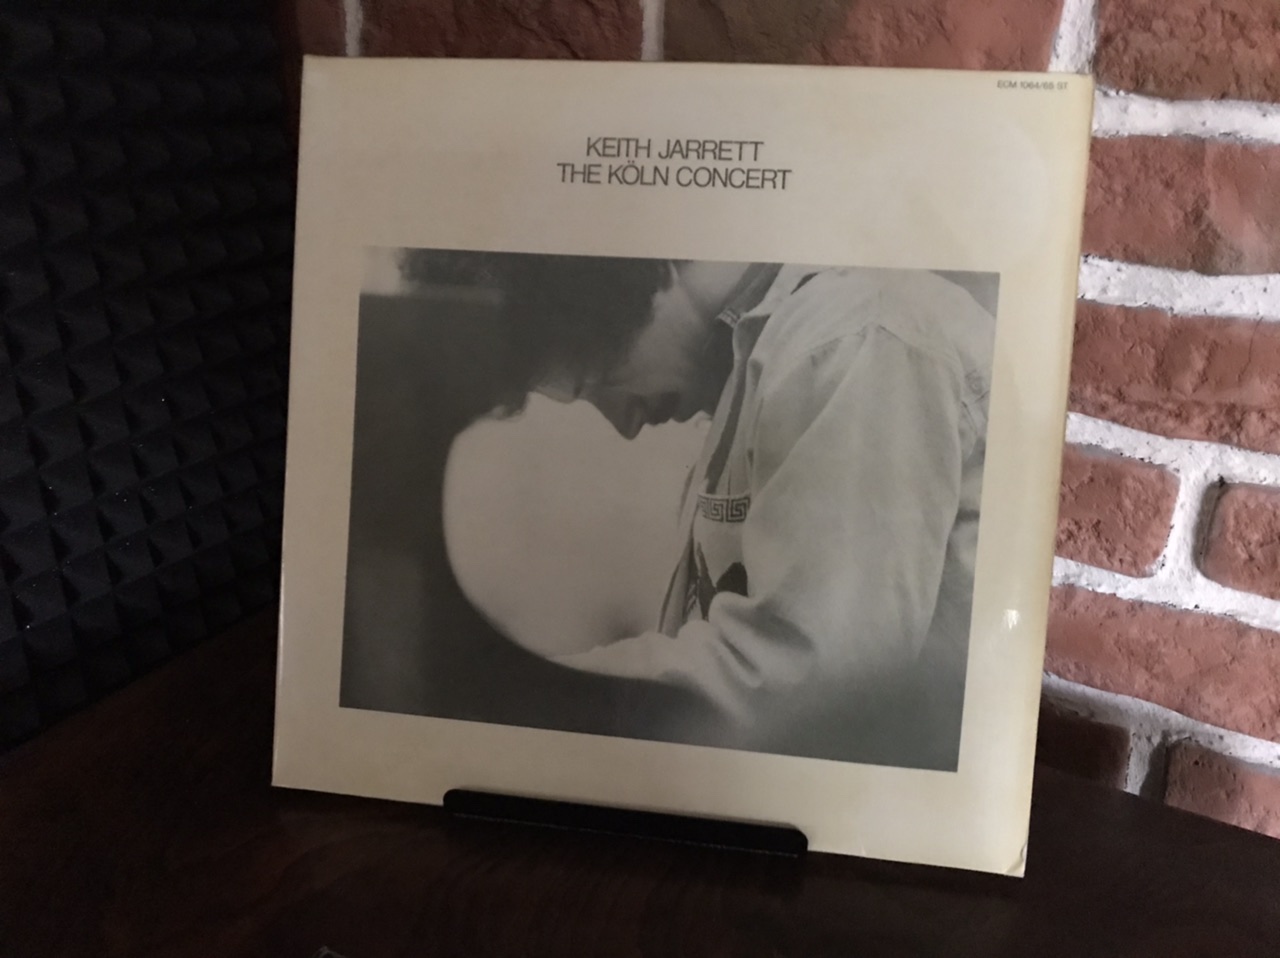 ECM 1064/65 ST
KEITH JARRETT
THE KÖLN CONCERT